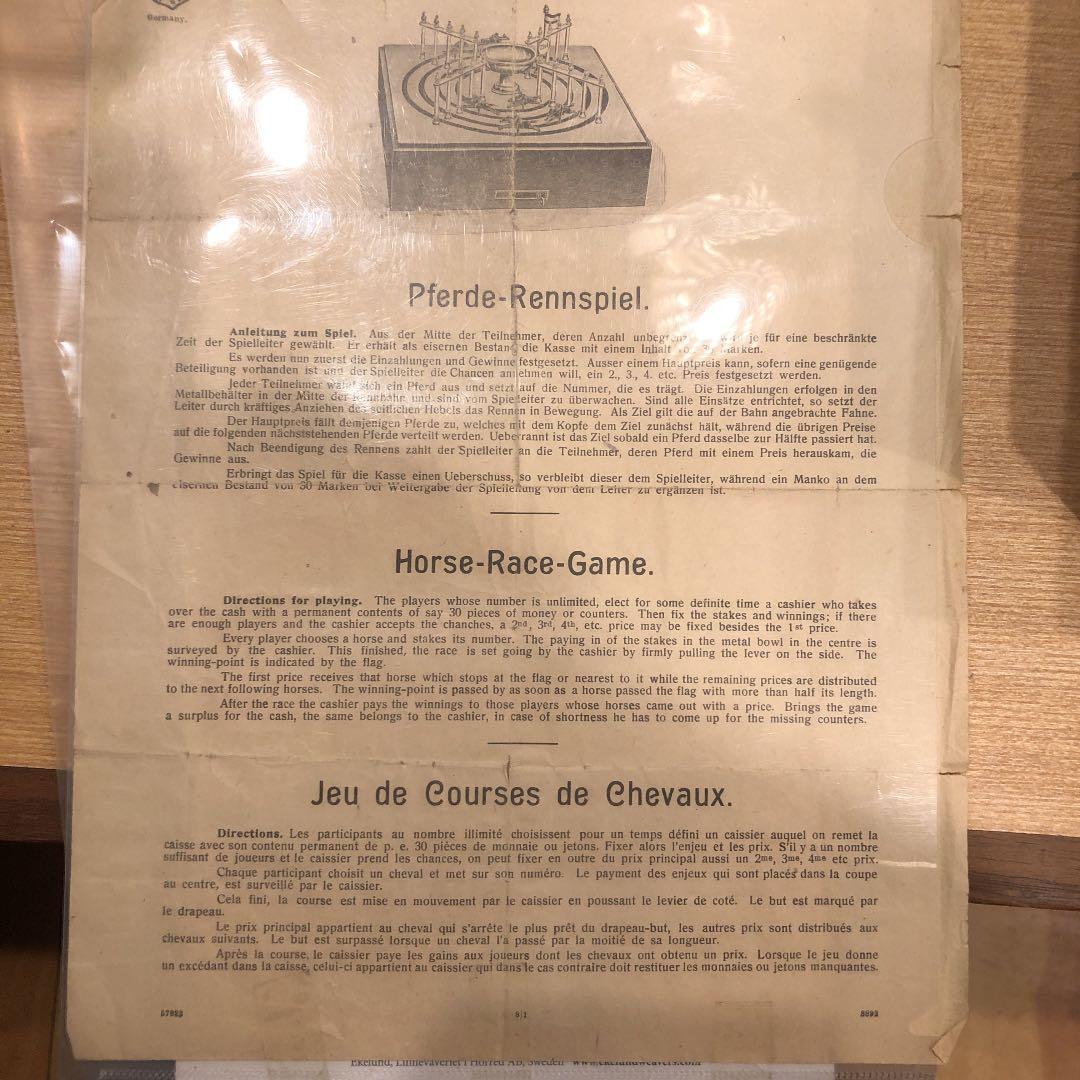 Germany.
Pferde-Rennspiel.
Anleitung zum Spiel. Aus der Mitte der Teilnehmer, deren Anzahl je für eine beschränkte
Zeit der Spielleiter gewählt. Er erhält als eisernen Bestand die Kasse mit einem Inhalt Marken.
Es werden nun zuerst die Einzahlungen und Gewinne festgesetzt. Ausser einem Hauptpreis kann, sofern eine genügende
Beteiligung vorhanden ist und der Spielleiter die Chancen annehmen will, ein 2., 3., 4. etc. Preis festgesetzt werden.
Jeder Teilnehmer wählt sich ein Pferd aus und setzt auf die Nummer, die es trägt. Die Einzahlungen erfolgen in den
Metallbehälter in der Mitte der Rennbahn und sind vom Spielleiter zu überwachen. Sind alle Einsätze entrichtet, so setzt der
Leiter durch kräftiges Anziehen des seitlichen Hebels das Rennen in Bewegung. Als Ziel gilt die auf der Bahn angebrachte Fahne.
Der Hauptpreis fällt demjenigen Pferde zu, welches mit dem Kopfe dem Ziel zunächst hält, während die übrigen Preise
auf die folgenden nächststehenden Pferde verteilt werden. Ueberrannt ist das Ziel sobald ein Pferd dasselbe zur Hälfte passiert hat.
Nach Beendigung des Rennens zahlt der Spielleiter an die Teilnehmer, deren Pferd mit einem Preis herauskam, die
Gewinne aus.
Erbringt das Spiel für die Kasse einen Ueberschuss, so verbleibt dieser dem Spielleiter, während ein Manko an dem
eisernen Bestand von 30 Marken bei Weitergabe der Spielleitung von dem Leiter zu ergänzen ist.
Horse-Race-Game.
Directions for playing. The players whose number is unlimited, elect for some definite time a cashier who takes
over the cash with a permanent contents of say 30 pieces of money or counters. Then fix the stakes and winnings; if there
are enough players and the cashier accepts the chanches, a 2nd, 3rd, 4th, etc. price may be fixed besides the 1st price.
Every player chooses a horse and stakes its number. The paying in of the stakes in the metal bowl in the centre is
surveyed by the cashier. This finished, the race is set going by the cashier by firmly pulling the lever on the side. The
winning-point is indicated by the flag.
The first price receives that horse which stops at the flag or nearest to it while the remaining prices are distributed
to the next following horses. The winning-point is passed by as soon as a horse passed the flag with more than half its length.
After the race the cashier pays the winnings to those players whose horses came out with a price. Brings the game
a surplus for the cash, the same belongs to the cashier, in case of shortness he has to come up for the missing counters.
Jeu de Courses de Chevaux.
Directions. Les participants au nombre illimité choisissent pour un temps défini un caissier auquel on remet la
caisse avec son contenu permanent de p. e. 30 pièces de monnaie ou jetons. Fixer alors l'enjeu et les prix. S'il y a un nombre
suffisant de joueurs et le caissier prend les chances, on peut fixer en outre du prix principal aussi un 2me, 3me, 4me etc prix.
Chaque participant choisit un cheval et met sur son numéro. Le payment des enjeux qui sont placés dans la coupe
au centre, est surveillé par le caissier.
Cela fini, la course est mise en mouvement par le caissier en poussant le levier de coté. Le but est marqué par
le drapeau.
Le prix principal appartient au cheval qui s'arrête le plus prêt du drapeau-but, les autres prix sont distribués aux
chevaux suivants. Le but est surpassé lorsque un cheval l'a passé par la moitié de sa longueur.
Après la course, le caissier paye les gains aux joueurs dont les chevaux ont obtenu un prix. Lorsque le jeu donne
un excédant dans la caisse, celui-ci appartient au caissier qui dans le cas contraire doit restituer les monnaies ou jetons manquantes.
57923 8|1 8892
Ekelund, Linneväveriet i Horred AB, Sweden www.ekelundweavers.com